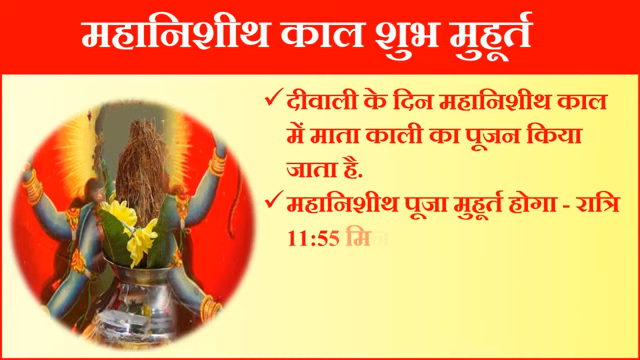 महानिशीथ काल शुभ मुहूर्त
✓ दीवाली के दिन महानिशीथ काल
में माता काली का पूजन किया
जाता है.
✓ महानिशीथ पूजा मुहूर्त होगा - रात्रि
11:55